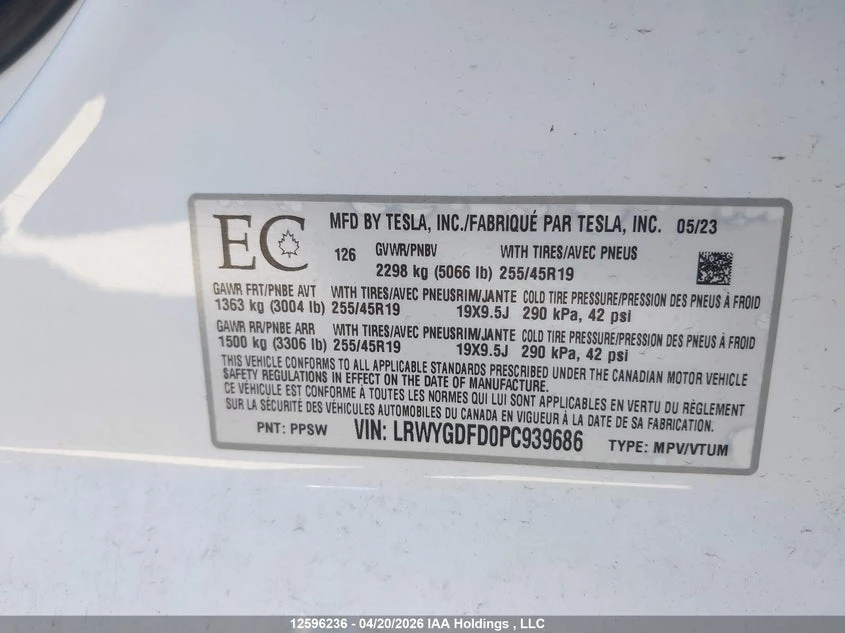 EC
MFD BY TESLA, INC./FABRIQUÉ PAR TESLA, INC. 05/23
126 GVWR/PNBV WITH TIRES/AVEC PNEUS
2298 kg (5066 lb) 255/45R19
GAWR FRT/PNBE AVT WITH TIRES/AVEC PNEUS RIM/JANTE COLD TIRE PRESSURE/PRESSION DES PNEUS À FROID
1363 kg (3004 lb) 255/45R19 19X9.5J 290 kPa, 42 psi
GAWR RR/PNBE ARR WITH TIRES/AVEC PNEUS RIM/JANTE COLD TIRE PRESSURE/PRESSION DES PNEUS À FROID
1500 kg (3306 lb) 255/45R19 19X9.5J 290 kPa, 42 psi
THIS VEHICLE CONFORMS TO ALL APPLICABLE STANDARDS PRESCRIBED UNDER THE CANADIAN MOTOR VEHICLE
SAFETY REGULATIONS IN EFFECT ON THE DATE OF MANUFACTURE.
CE VÉHICULE EST CONFORME À TOUTES LES NORMES QUI LUI SONT APPLICABLES EN VERTU DU RÈGLEMENT
SUR LA SÉCURITÉ DES VÉHICULES AUTOMOBILES DU CANADA EN VIGUEUR À LA DATE DE SA FABRICATION.
PNT: PPSW VIN: LRWYGDFD0PC939686 TYPE: MPV/VTUM
12596236 - 04/20/2026 IAA Holdings , LLC